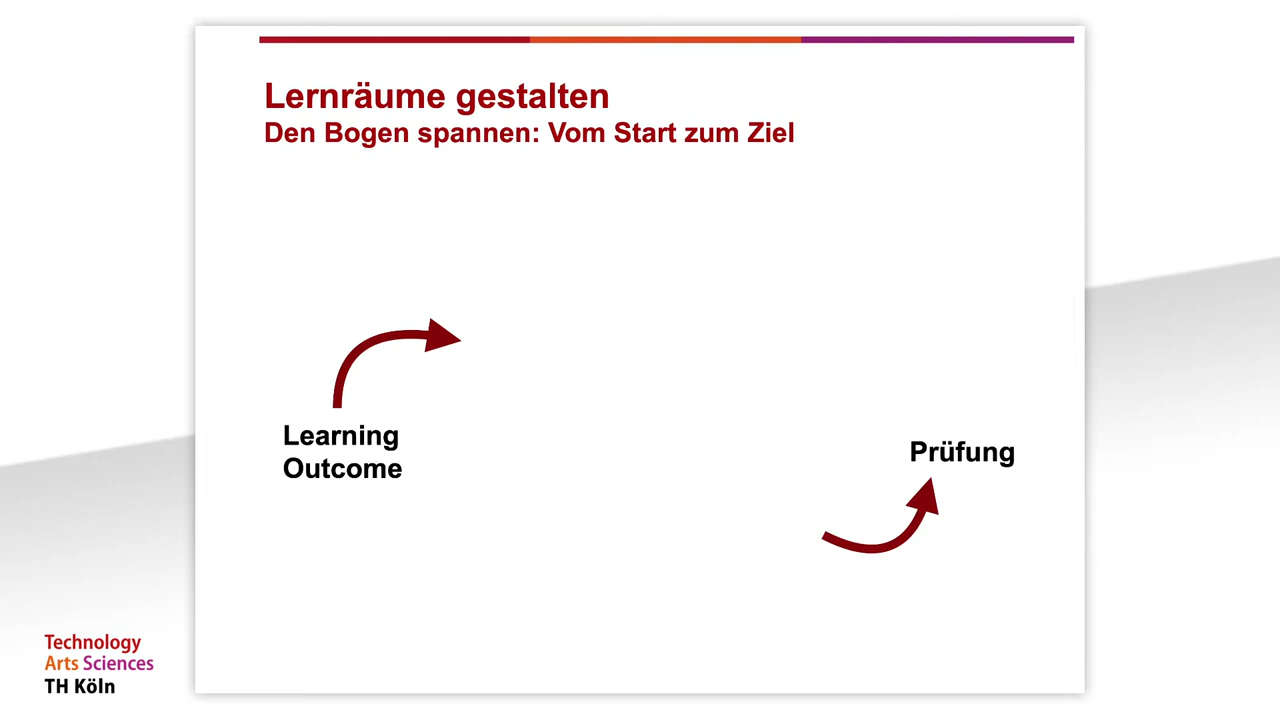 Lernräume gestalten
Den Bogen spannen: Vom Start zum Ziel
Learning
Outcome
Prüfung
Technology
Arts Sciences
TH Köln